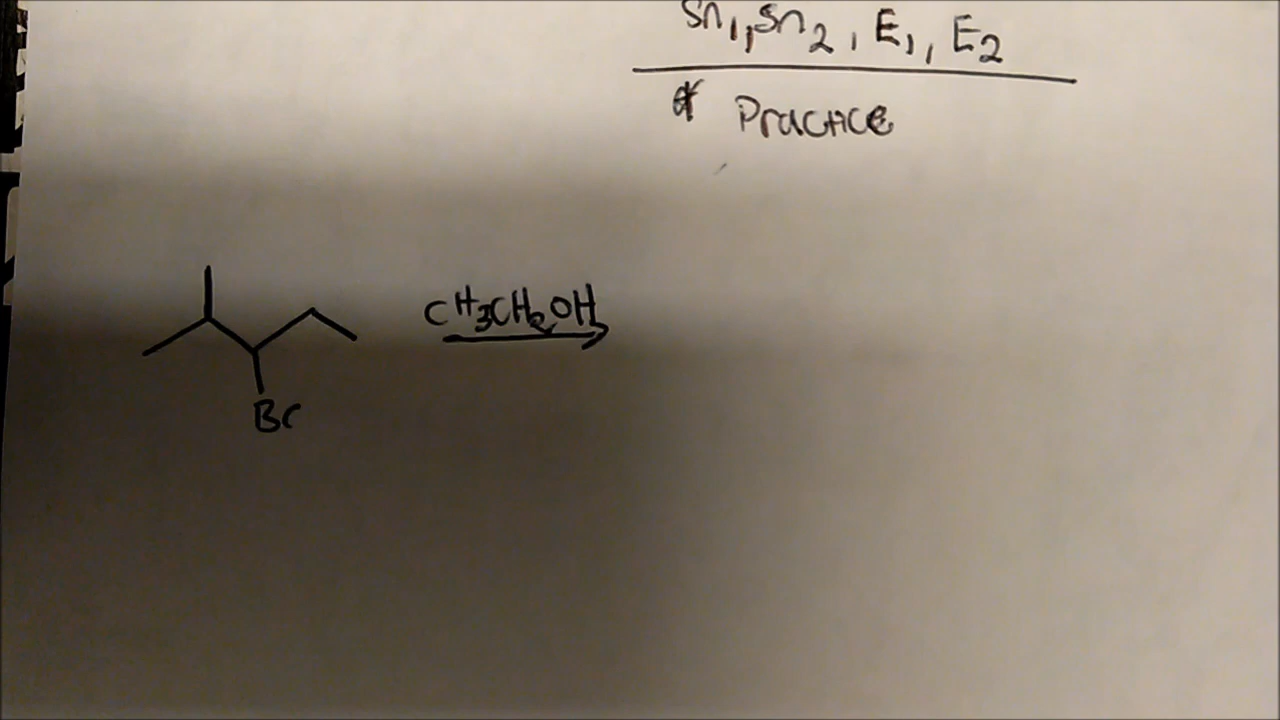 Sn1, Sn2, E1, E2
* Practice
CH3CH2OH
Br